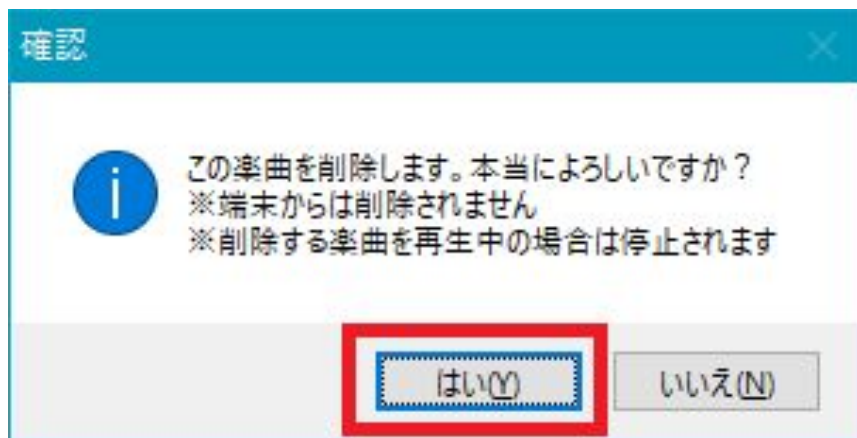 確認
この楽曲を削除します。本当によろしいですか？
※端末からは削除されません
※削除する楽曲を再生中の場合は停止されます
はい(Y)
いいえ(N)